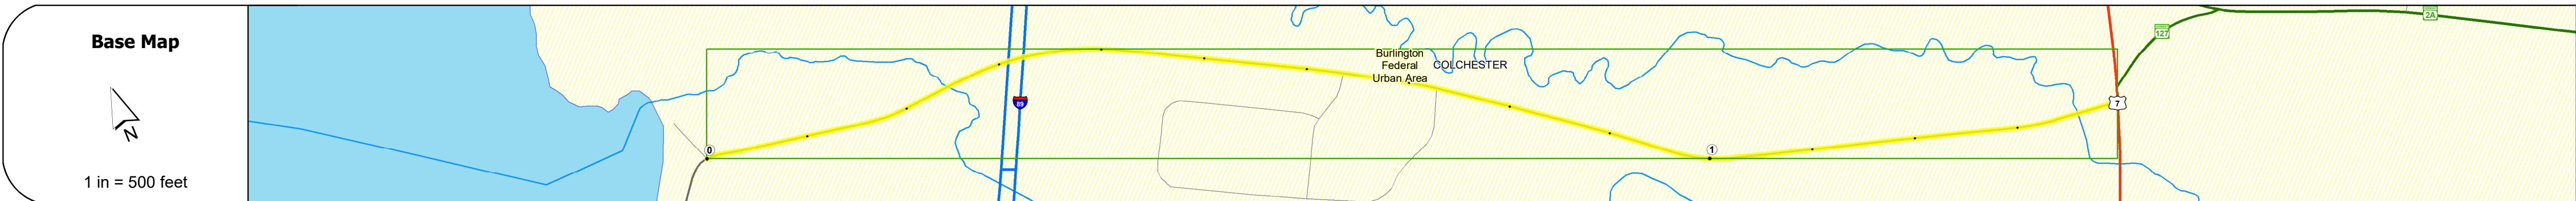 Base Map
N
1 in = 500 feet
0
89
Burlington
Federal
Urban Area
COLCHESTER
1
7
127
2A